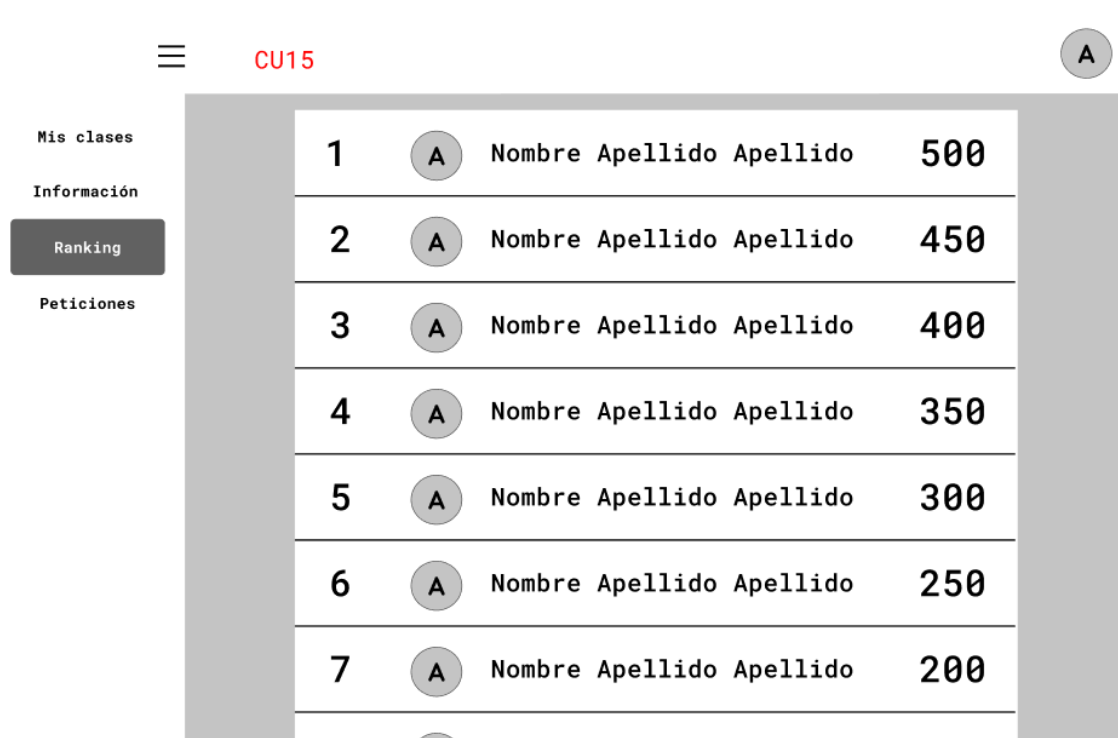 CU15
A
Mis clases
Información
Ranking
Peticiones
1 A Nombre Apellido Apellido 500
2 A Nombre Apellido Apellido 450
3 A Nombre Apellido Apellido 400
4 A Nombre Apellido Apellido 350
5 A Nombre Apellido Apellido 300
6 A Nombre Apellido Apellido 250
7 A Nombre Apellido Apellido 200